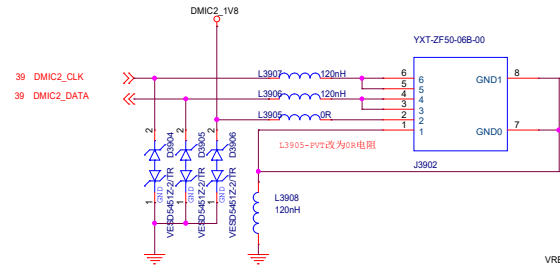 DMIC2_1V8
YXT-ZF50-06B-00
39 DMIC2_CLK
L3907
120nH
6
6
GND1
8
5
5
39 DMIC2_DATA
L3906
120nH
4
4
3
3
L3905
0R
2
2
1
1
GND0
7
L3905-PVT改为0R电阻
J3902
2
D3904
2
D3905
2
D3906
1
GND
VESD5451Z-2/TR
1
GND
VESD5451Z-2/TR
1
GND
VESD5451Z-2/TR
L3908
120nH